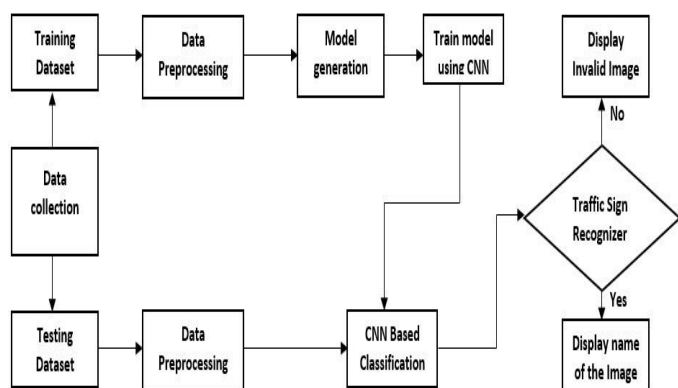 Training
Dataset
Data
Preprocessing
Model
generation
Train model
using CNN
Display
Invalid Image
No
Data
collection
Traffic Sign
Recognizer
Yes
Testing
Dataset
Data
Preprocessing
CNN Based
Classification
Display name
of the Image